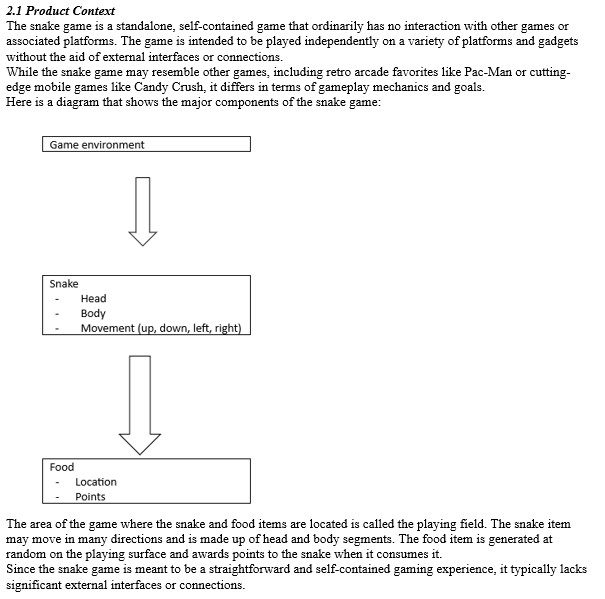 2.1 Product Context
The snake game is a standalone, self-contained game that ordinarily has no interaction with other games or
associated platforms. The game is intended to be played independently on a variety of platforms and gadgets
without the aid of external interfaces or connections.
While the snake game may resemble other games, including retro arcade favorites like Pac-Man or cutting-
edge mobile games like Candy Crush, it differs in terms of gameplay mechanics and goals.
Here is a diagram that shows the major components of the snake game:
Game environment
Snake
- Head
- Body
- Movement (up, down, left, right)
Food
- Location
- Points
The area of the game where the snake and food items are located is called the playing field. The snake item
may move in many directions and is made up of head and body segments. The food item is generated at
random on the playing surface and awards points to the snake when it consumes it.
Since the snake game is meant to be a straightforward and self-contained gaming experience, it typically lacks
significant external interfaces or connections.